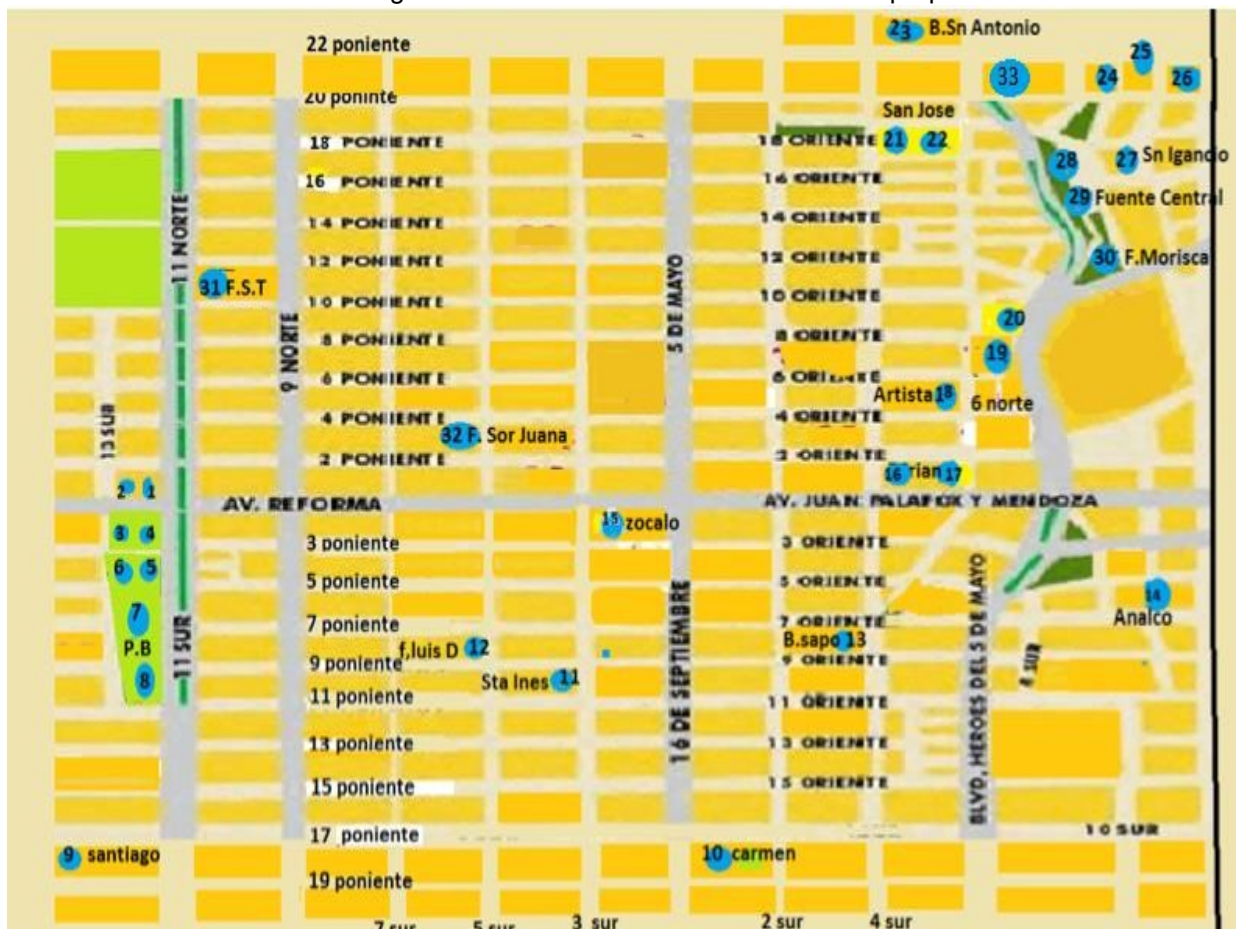 22 poniente
23 B.Sn Antonio
25
33
24
26
20 poninte
San Jose
18 PONIENTE
18 ORIENTE
21
22
28
27 Sn Igancio
16 PONIENTE
16 ORIENTE
29 Fuente Central
14 PONIENTE
14 ORIENTE
11 NORTE
12 PONIENTE
12 ORIENTE
30 F.Morisca
31 F.S.T
5 DE MAYO
10 PONIENTE
10 ORIENTE
20
9 NORTE
8 PONIENTE
8 ORIENTE
19
6 PONIENTE
6 ORIENTE
Artista 18
6 norte
13 SUR
4 PONIENTE
4 ORIENTE
32 F. Sor Juana
2 PONIENTE
2 ORIENTE
16
17
2
1
AV. REFORMA
AV. JUAN PALAFOX Y MENDOZA
15 zocalo
3
4
3 poniente
3 ORIENTE
6
5
5 poniente
5 ORIENTE
14
Analco
7
7 poniente
7 ORIENTE
P.B
f,luis D 12
B.sapo 13
11 SUR
9 poniente
9 ORIENTE
8 SUR
8
Sta Ines 11
16 DE SEPTIEMBRE
BLVD, HEROES DEL 5 DE MAYO
11 poniente
11 ORIENTE
13 poniente
13 ORIENTE
15 poniente
15 ORIENTE
17 poniente
10 SUR
9 santiago
10 carmen
19 poniente
7 sur
5 sur
3 sur
2 sur
4 sur